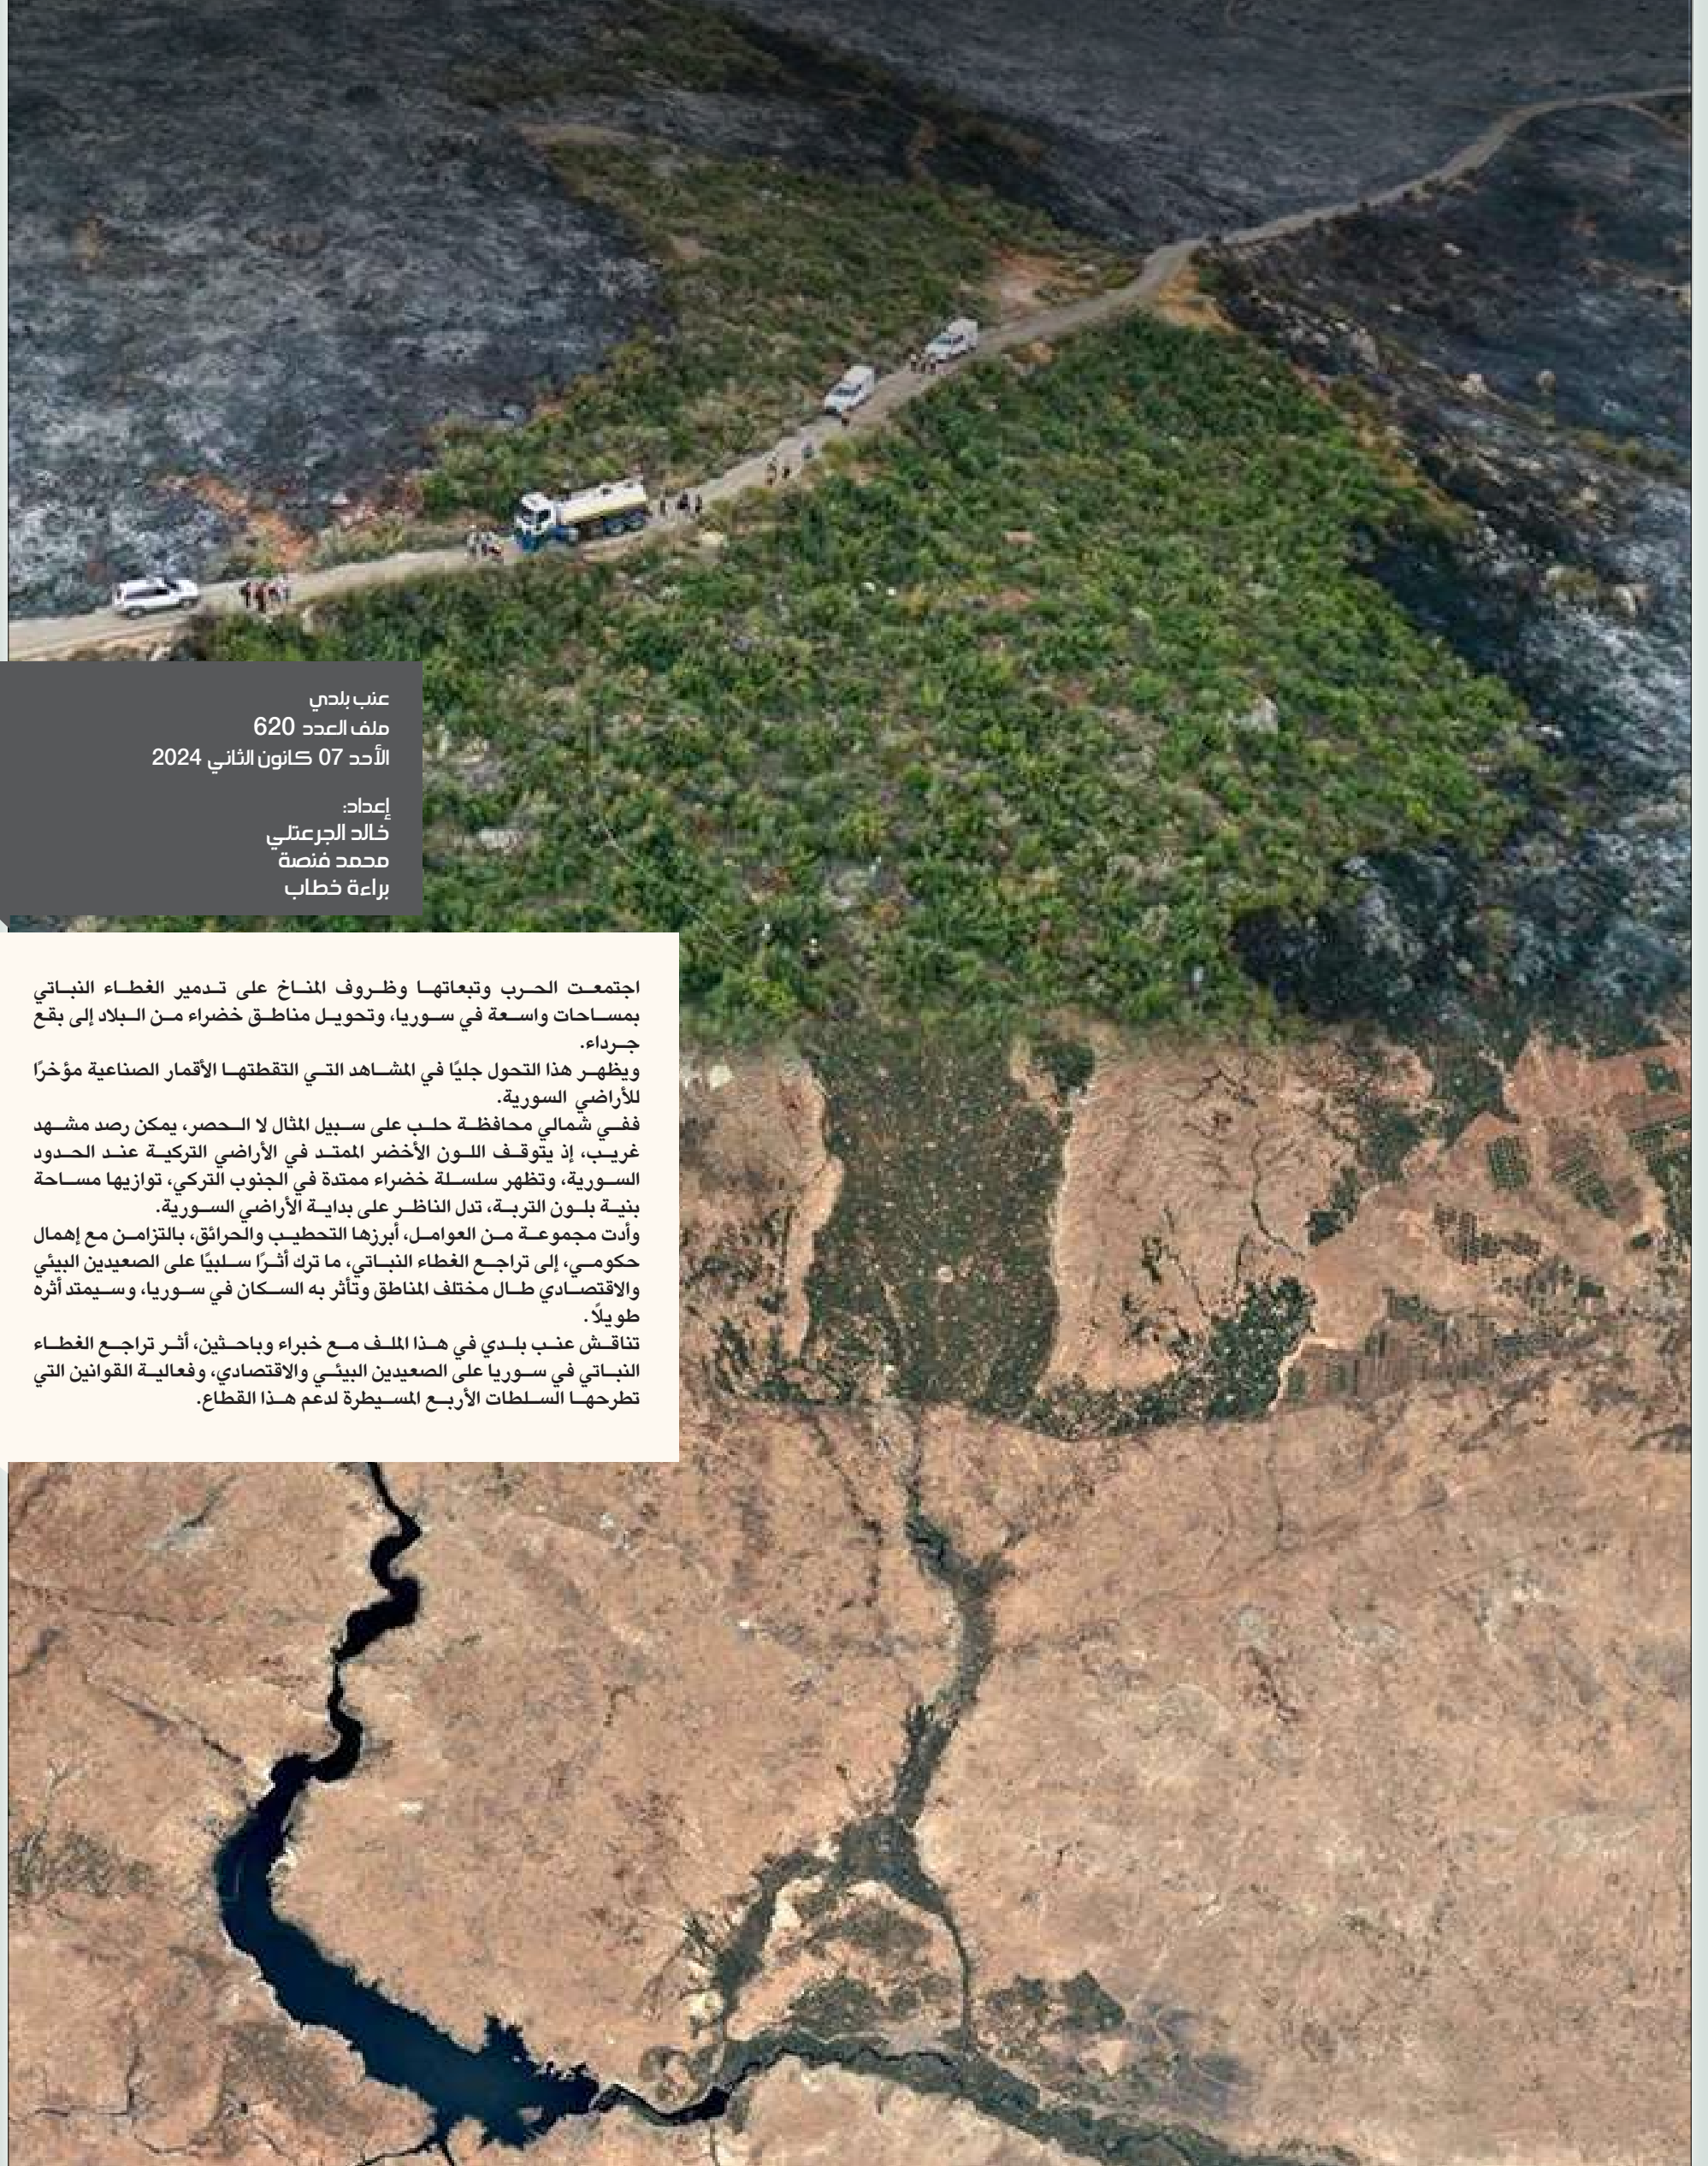 عنب بلدي
ملف العدد 620
الأحد 07 كانون الثاني 2024
إعداد:
خالد الجرعتلي
محمد فنصة
براءة خطاب
اجتمعت الحرب وتبعاتها وظروف المناخ على تدمير الغطاء النباتي
بمساحات واسعة في سوريا، وتحويل مناطق خضراء من البلاد إلى بقع
جرداء.
ويظهر هذا التحول جليًا في المشاهد التي التقطتها الأقمار الصناعية مؤخرًا
للأراضي السورية.
ففي شمالي محافظة حلب على سبيل المثال لا الحصر، يمكن رصد مشهد
غريب، إذ يتوقف اللون الأخضر الممتد في الأراضي التركية عند الحدود
السورية، وتظهر سلسلة خضراء ممتدة في الجنوب التركي، توازيها مساحة
بنية بلون التربة، تدل الناظر على بداية الأراضي السورية.
وأدت مجموعة من العوامل، أبرزها التحطيب والحرائق، بالتزامن مع إهمال
حكومي، إلى تراجع الغطاء النباتي، ما ترك أثرًا سلبيًا على الصعيدين البيئي
والاقتصادي طال مختلف المناطق وتأثر به السكان في سوريا، وسيمتد أثره
طويلًا.
تناقش عنب بلدي في هذا الملف مع خبراء وباحثين، أثر تراجع الغطاء
النباتي في سوريا على الصعيدين البيئي والاقتصادي، وفعالية القوانين التي
تطرحها السلطات الأربع المسيطرة لدعم هذا القطاع.